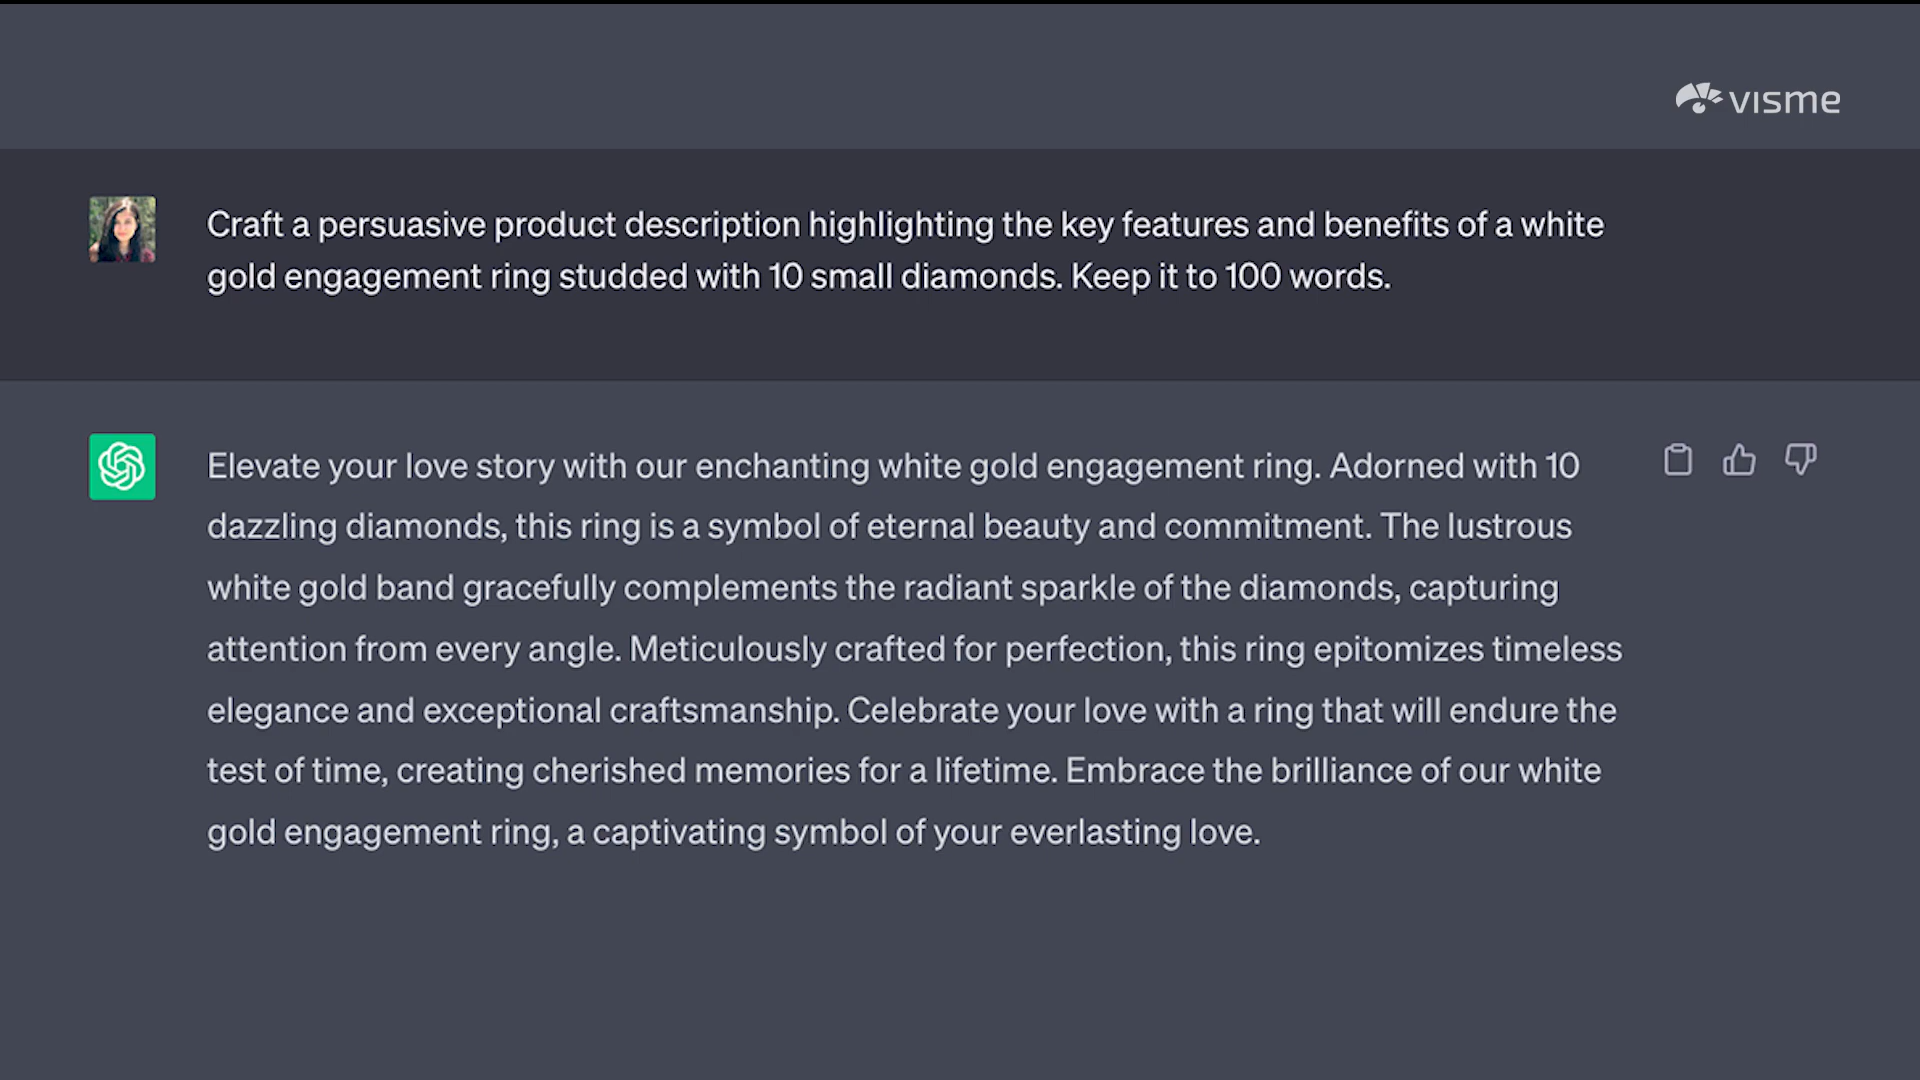 visme
Craft a persuasive product description highlighting the key features and benefits of a white
gold engagement ring studded with 10 small diamonds. Keep it to 100 words.
Elevate your love story with our enchanting white gold engagement ring. Adorned with 10
dazzling diamonds, this ring is a symbol of eternal beauty and commitment. The lustrous
white gold band gracefully complements the radiant sparkle of the diamonds, capturing
attention from every angle. Meticulously crafted for perfection, this ring epitomizes timeless
elegance and exceptional craftsmanship. Celebrate your love with a ring that will endure the
test of time, creating cherished memories for a lifetime. Embrace the brilliance of our white
gold engagement ring, a captivating symbol of your everlasting love.